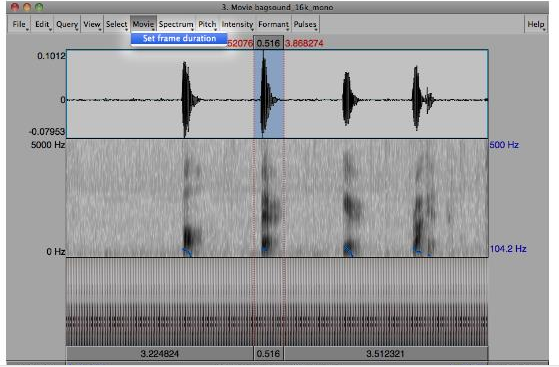 3. Movie bagsound_16k_mono
File Edit Query View Select Movie Spectrum Pitch Intensity Formant Pulses Help
Set frame duration
52076 0.516 3.868274
0.1012
0
-0.07953
5000 Hz 500 Hz
0 Hz 104.2 Hz
3.224824 0.516 3.512321